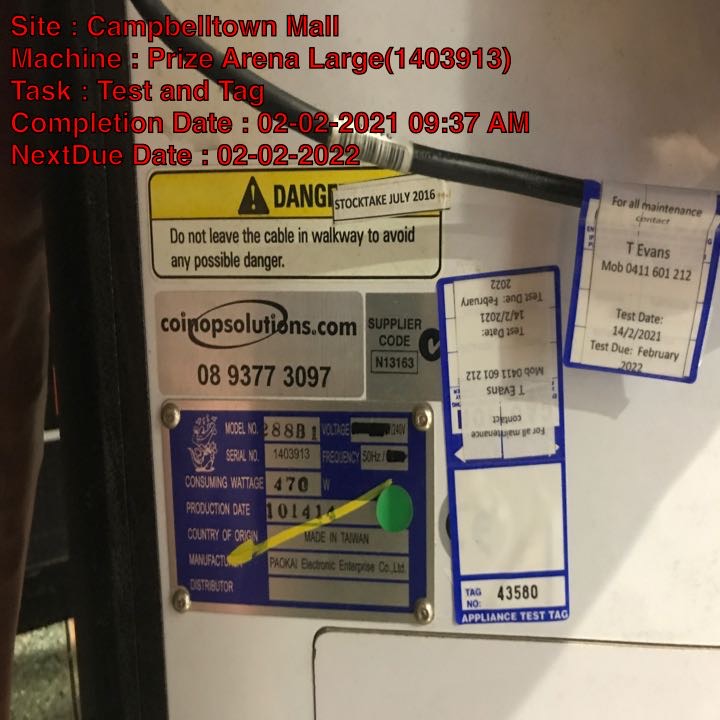 Site : Campbelltown Mall
Machine : Prize Arena Large(1403913)
Task : Test and Tag
Completion Date : 02-02-2021 09:37 AM
NextDue Date : 02-02-2022
DANGE
STOCKTAKE JULY 2016
Do not leave the cable in walkway to avoid
any possible danger.
For all maintenance
contact
T Evans
Mob 0411 601 212
Test Date:
14/2/2021
Test Due: February
2022
coinopsolutions.com
08 9377 3097
SUPPLIER
CODE
N13163
For all maintenance
contact
T Evans
Mob 0411 601 212
Test Date:
14/2/2021
Test Due: February
2022
MODEL NO. 288B1 VOLTAGE 240V
SERIAL NO. 1403913 FREQUENCY 50Hz/
CONSUMING WATTAGE 470 W
PRODUCTION DATE 101414
COUNTRY OF ORIGIN MADE IN TAIWAN
MANUFACTU PAOKAI Electronic Enterprise Co.,Ltd.
DISTRIBUTOR
TAG
NO: 43580
APPLIANCE TEST TAG